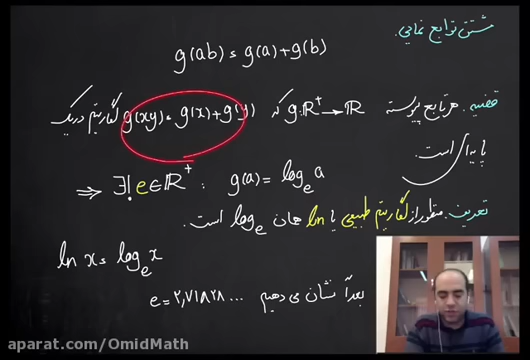 مشتق توابع نمایی.
g(ab) = g(a)+g(b)
قضیه. هر تابع پیوسته g:ℝ⁺→ℝ که g(xy)=g(x)+g(y) لگاریتم در یک
پایه‌ای است.
⇒ ∃! e∈ℝ⁺ : g(a)=logₑ a
تعریف. منظور از لگاریتم طبیعی یا ln همان logₑ است.
ln x = logₑ x
بعداً نشان می‌دهیم e=۲٫۷۱۸۲۸...
aparat.com/OmidMath